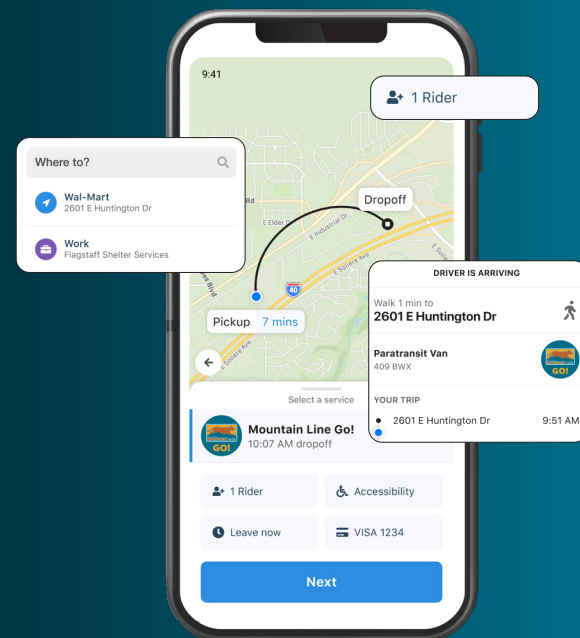 9:41
1 Rider
Where to?
Wal-Mart
2601 E Huntington Dr
Work
Flagstaff Shelter Services
Rd
E Elder D
E Industrial Dr
Dropoff
E Soliere Ave
40
Pickup 7 mins
E Soliere Ave
DRIVER IS ARRIVING
Walk 1 min to
2601 E Huntington Dr
Paratransit Van
409 BWX
GO!
YOUR TRIP
2601 E Huntington Dr 9:51 AM
Select a service
GO!
Mountain Line Go!
10:07 AM dropoff
1 Rider
Accessibility
Leave now
VISA 1234
Next